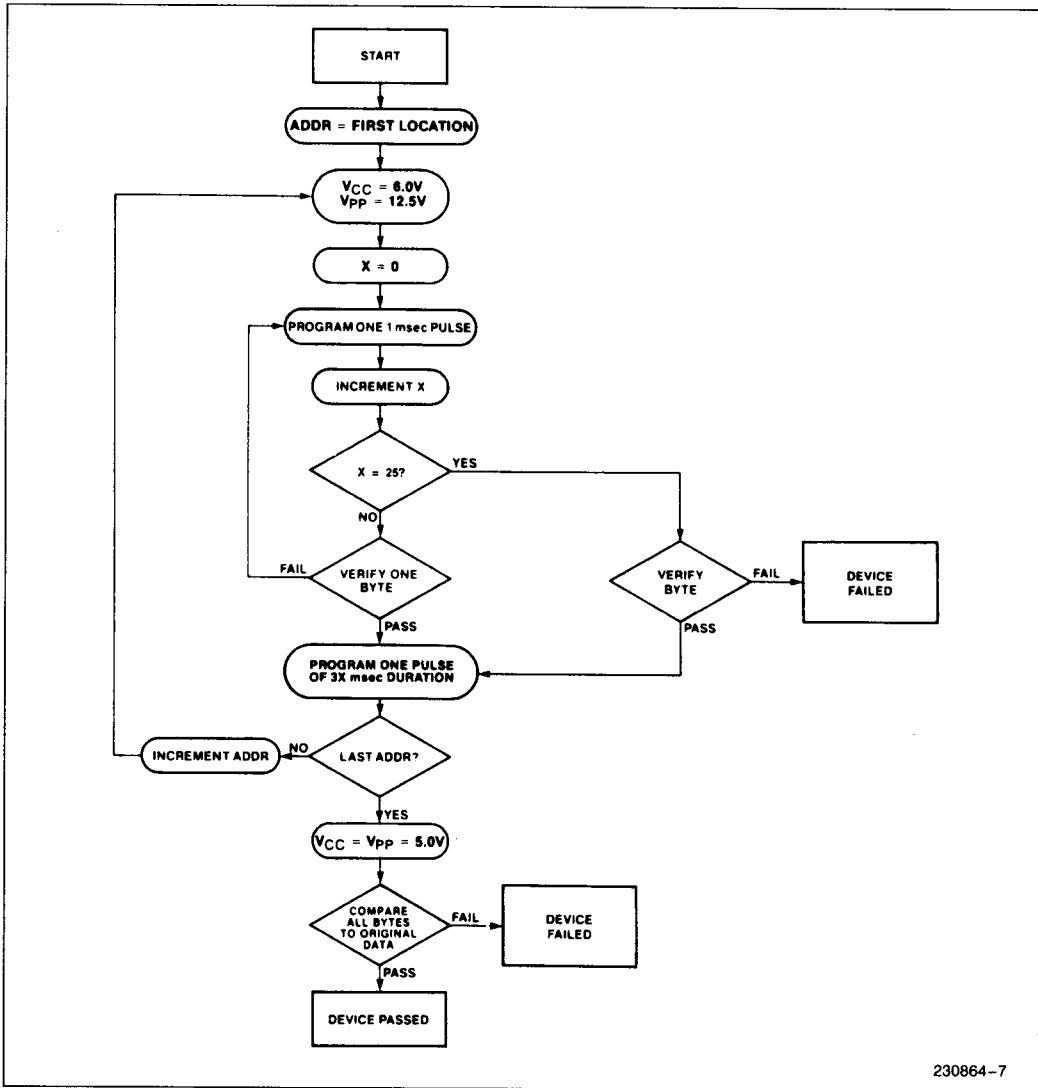 START
ADDR = FIRST LOCATION
VCC = 6.0V
VPP = 12.5V
X = 0
PROGRAM ONE 1 msec PULSE
INCREMENT X
X = 25?
YES
NO
VERIFY ONE
BYTE
FAIL
PASS
VERIFY
BYTE
FAIL
PASS
DEVICE
FAILED
PROGRAM ONE PULSE
OF 3X msec DURATION
LAST ADDR?
NO
INCREMENT ADDR
YES
VCC = VPP = 5.0V
COMPARE
ALL BYTES
TO ORIGINAL
DATA
FAIL
DEVICE
FAILED
PASS
DEVICE PASSED
230864-7